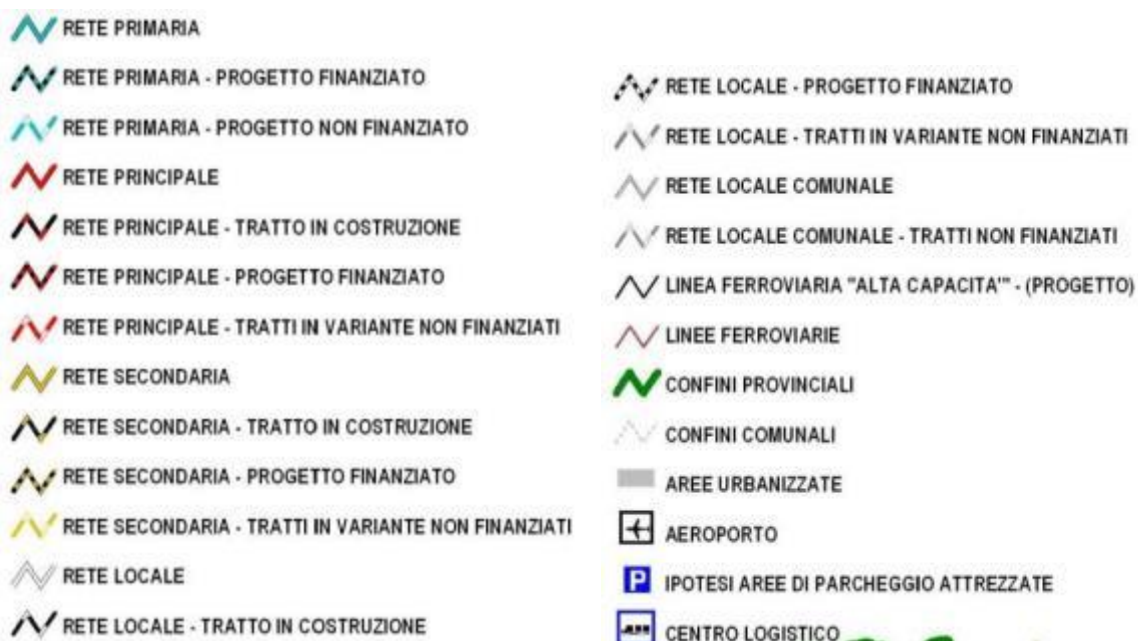 RETE PRIMARIA
RETE PRIMARIA - PROGETTO FINANZIATO
RETE PRIMARIA - PROGETTO NON FINANZIATO
RETE PRINCIPALE
RETE PRINCIPALE - TRATTO IN COSTRUZIONE
RETE PRINCIPALE - PROGETTO FINANZIATO
RETE PRINCIPALE - TRATTI IN VARIANTE NON FINANZIATI
RETE SECONDARIA
RETE SECONDARIA - TRATTO IN COSTRUZIONE
RETE SECONDARIA - PROGETTO FINANZIATO
RETE SECONDARIA - TRATTI IN VARIANTE NON FINANZIATI
RETE LOCALE
RETE LOCALE - TRATTO IN COSTRUZIONE
RETE LOCALE - PROGETTO FINANZIATO
RETE LOCALE - TRATTI IN VARIANTE NON FINANZIATI
RETE LOCALE COMUNALE
RETE LOCALE COMUNALE - TRATTI NON FINANZIATI
LINEA FERROVIARIA "ALTA CAPACITA'" - (PROGETTO)
LINEE FERROVIARIE
CONFINI PROVINCIALI
CONFINI COMUNALI
AREE URBANIZZATE
AEROPORTO
P IPOTESI AREE DI PARCHEGGIO ATTREZZATE
CENTRO LOGISTICO